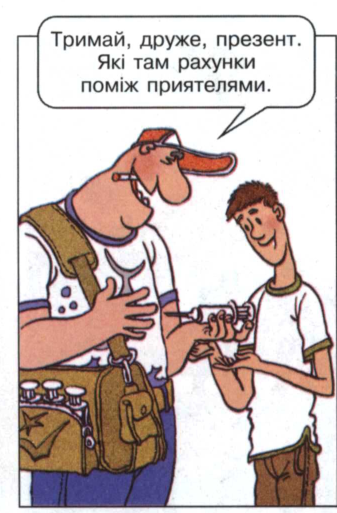 Тримай, друже, презент.
Які там рахунки
поміж приятелями.